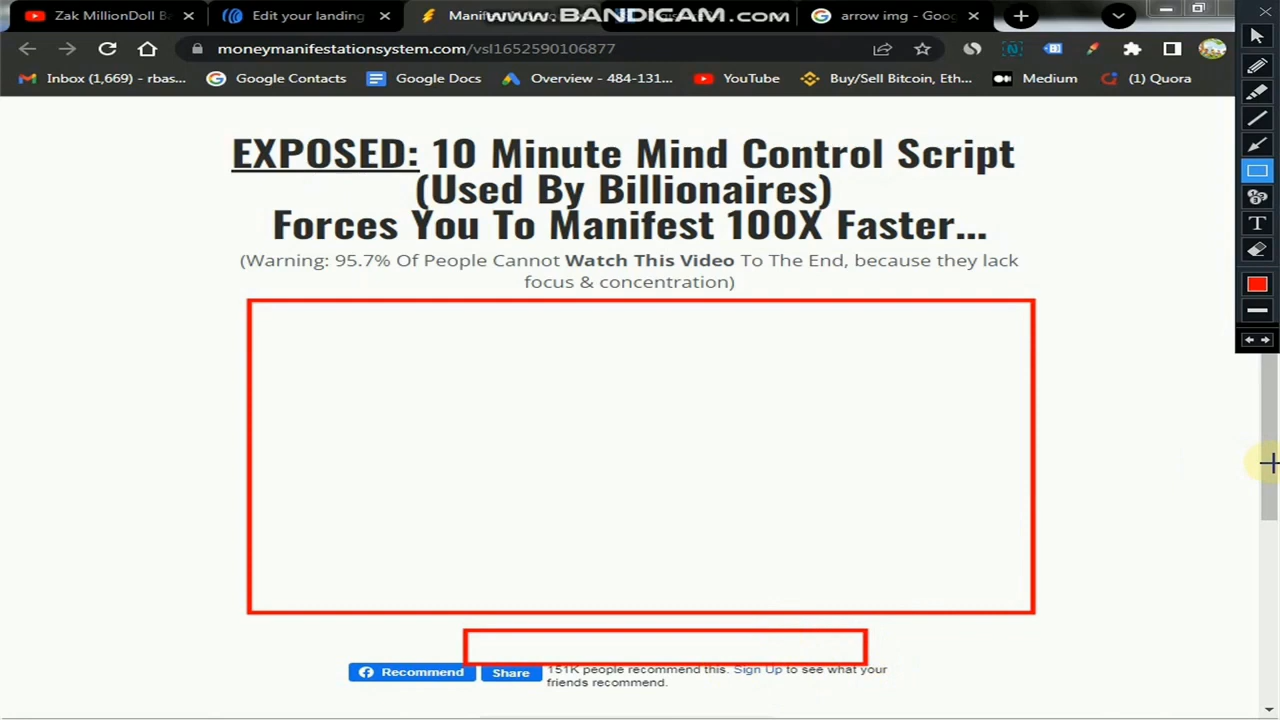 Zak MillionDoll Ba
Edit your landing
Manif
www.BANDICAM.com
arrow img - Goo
moneymanifestationsystem.com/vsl1652590106877
Inbox (1,669) - rbas...
Google Contacts
Google Docs
Overview - 484-131...
YouTube
Buy/Sell Bitcoin, Eth...
Medium
(1) Quora
EXPOSED: 10 Minute Mind Control Script
(Used By Billionaires)
Forces You To Manifest 100X Faster...
(Warning: 95.7% Of People Cannot Watch This Video To The End, because they lack
focus & concentration)
Recommend
Share
151K people recommend this. Sign Up to see what your
friends recommend.